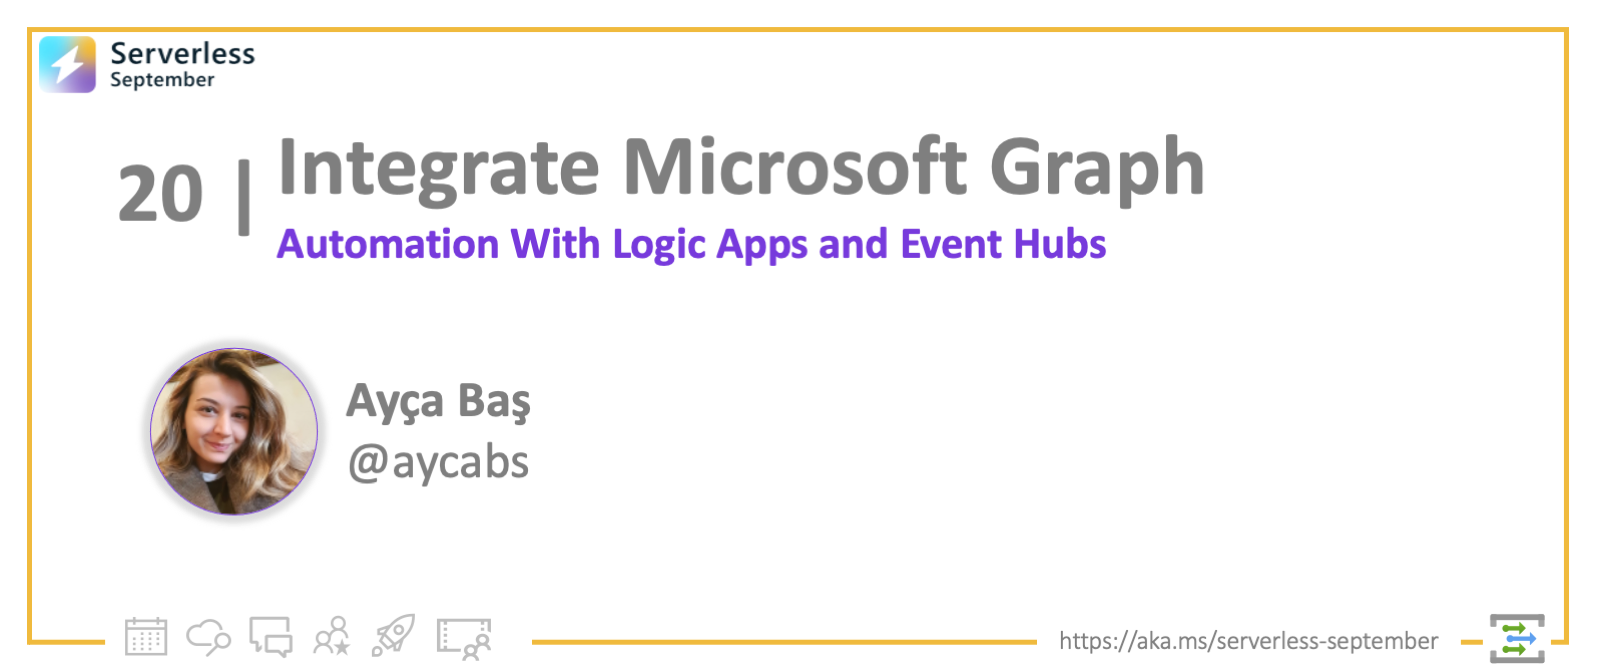 Serverless
September
20 | Integrate Microsoft Graph
Automation With Logic Apps and Event Hubs
Ayça Baş
@aycabs
https://aka.ms/serverless-september